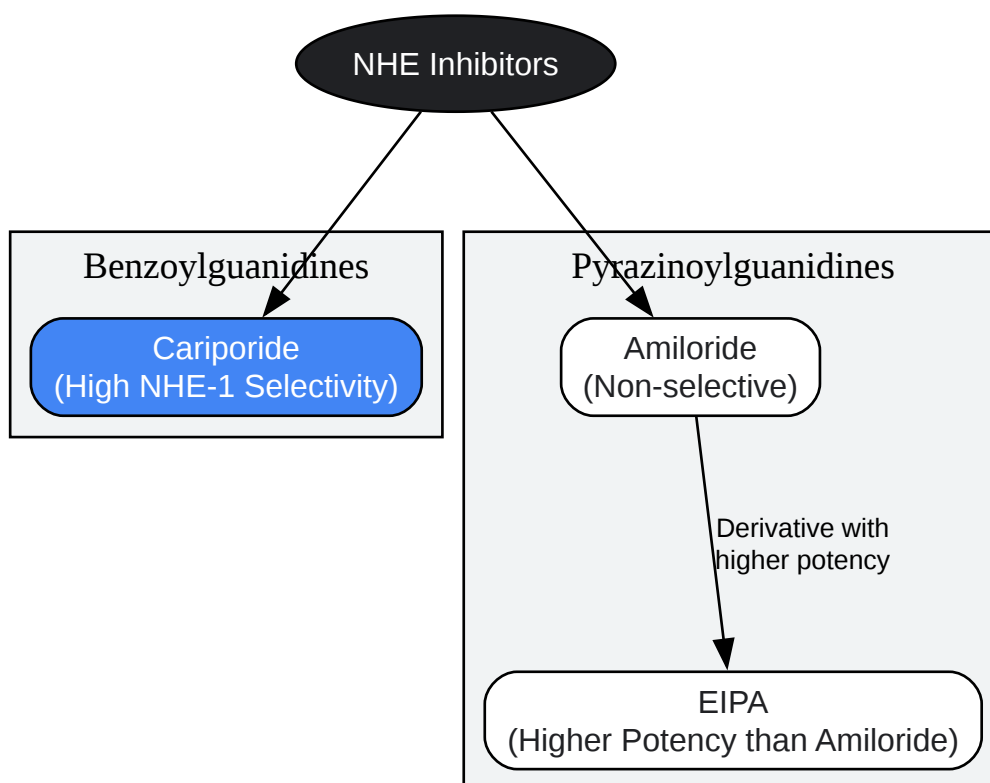 NHE Inhibitors
Benzoylguanidines
Pyrazinoylguanidines
Cariporide
(High NHE-1 Selectivity)
Amiloride
(Non-selective)
Derivative with
higher potency
EIPA
(Higher Potency than Amiloride)